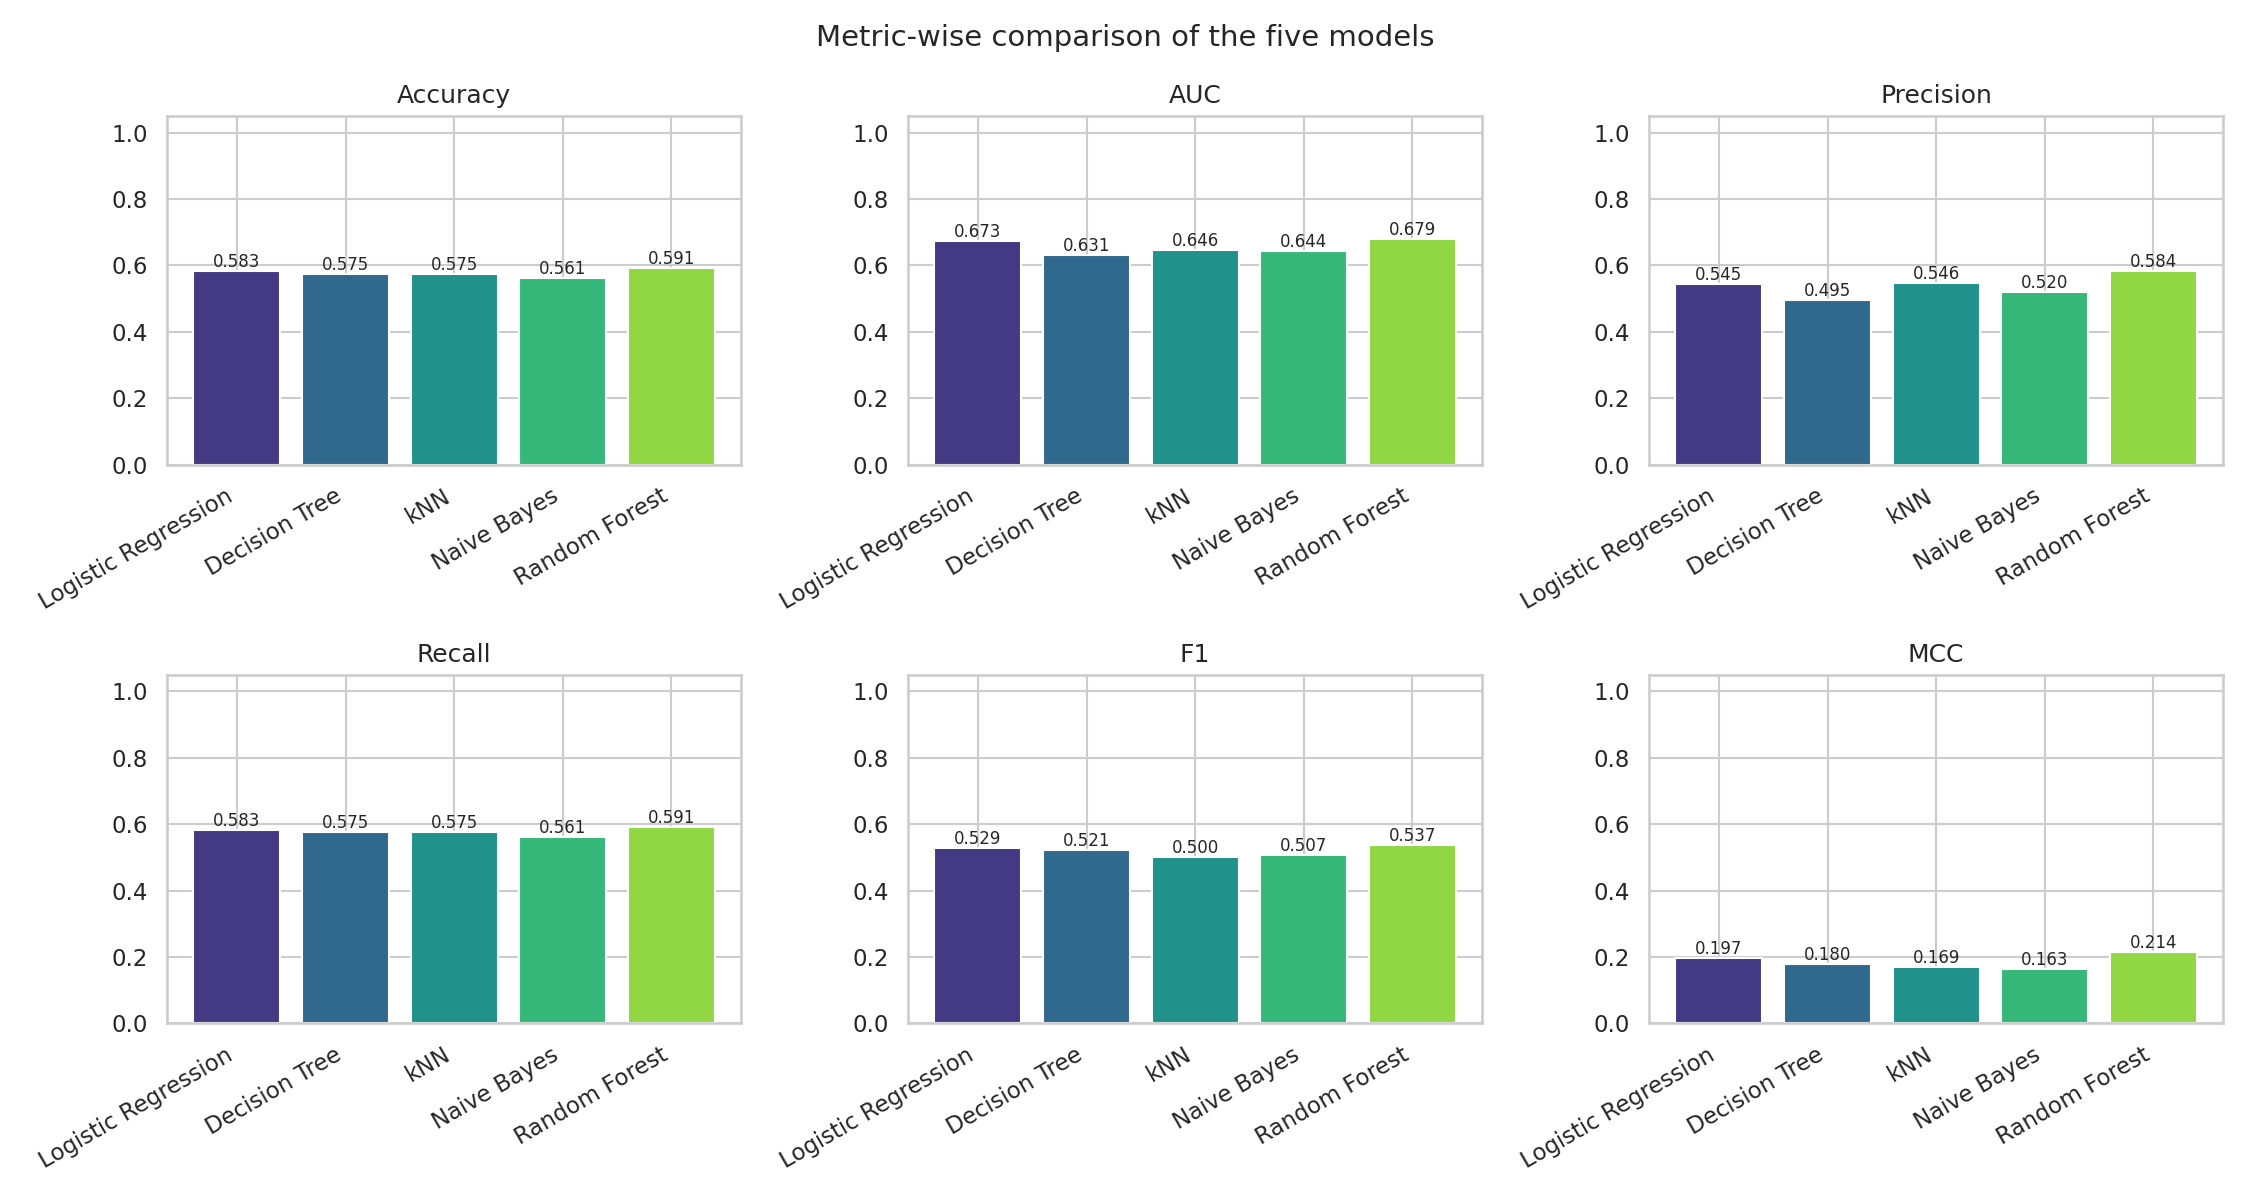 Metric-wise comparison of the five models
Accuracy
1.0
0.8
0.6
0.4
0.2
0.0
0.583
0.575
0.575
0.561
0.591
Logistic Regression
Decision Tree
kNN
Naive Bayes
Random Forest
AUC
1.0
0.8
0.6
0.4
0.2
0.0
0.673
0.631
0.646
0.644
0.679
Logistic Regression
Decision Tree
kNN
Naive Bayes
Random Forest
Precision
1.0
0.8
0.6
0.4
0.2
0.0
0.545
0.495
0.546
0.520
0.584
Logistic Regression
Decision Tree
kNN
Naive Bayes
Random Forest
Recall
1.0
0.8
0.6
0.4
0.2
0.0
0.583
0.575
0.575
0.561
0.591
Logistic Regression
Decision Tree
kNN
Naive Bayes
Random Forest
F1
1.0
0.8
0.6
0.4
0.2
0.0
0.529
0.521
0.500
0.507
0.537
Logistic Regression
Decision Tree
kNN
Naive Bayes
Random Forest
MCC
1.0
0.8
0.6
0.4
0.2
0.0
0.197
0.180
0.169
0.163
0.214
Logistic Regression
Decision Tree
kNN
Naive Bayes
Random Forest